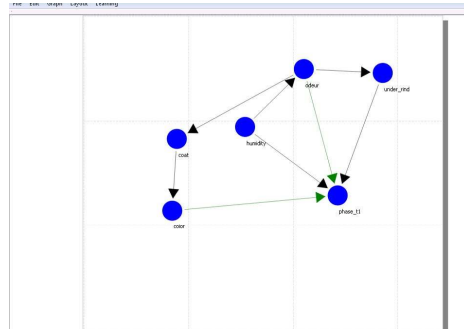 File Edit Graph Layout Learning
odeur
under_rind
humidity
coat
phase_t1
color